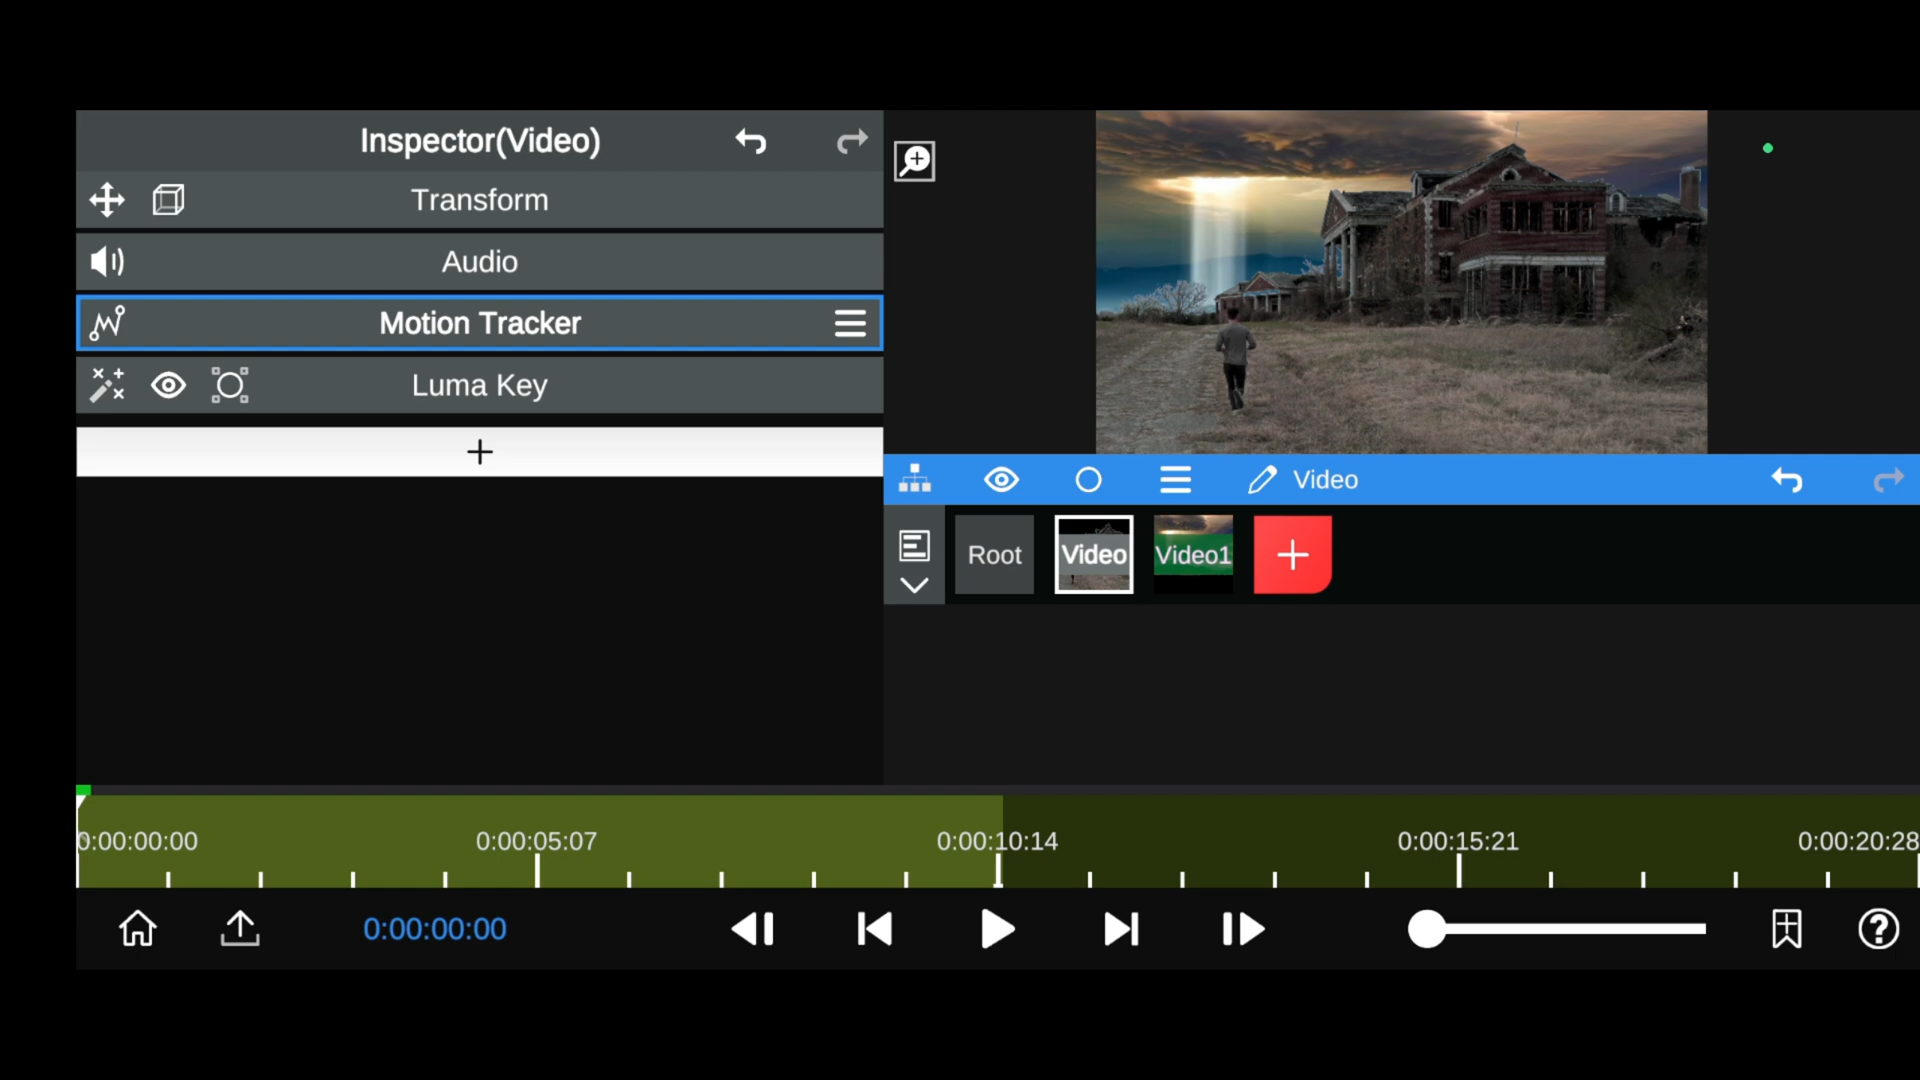 Inspector(Video)
Transform
Audio
Motion Tracker
Luma Key
+
Video
Root
Video
Video1
+
0:00:00:00
0:00:05:07
0:00:10:14
0:00:15:21
0:00:20:28
0:00:00:00